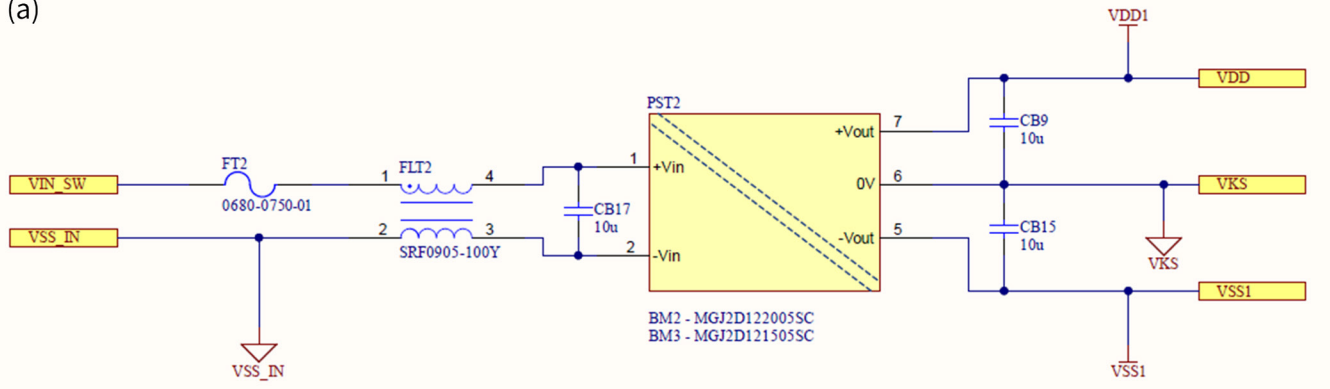 (a)
VDD1
VDD
PST2
7
+Vout
CB9
10u
FT2
FLT2
1
+Vin
VIN_SW
1
4
0V
6
VKS
0680-0750-01
CB17
10u
CB15
10u
VSS_IN
2
3
-Vout
5
SRF0905-100Y
2
-Vin
VKS
VSS1
BM2 - MGJ2D122005SC
BM3 - MGJ2D121505SC
VSS_IN
VSS1